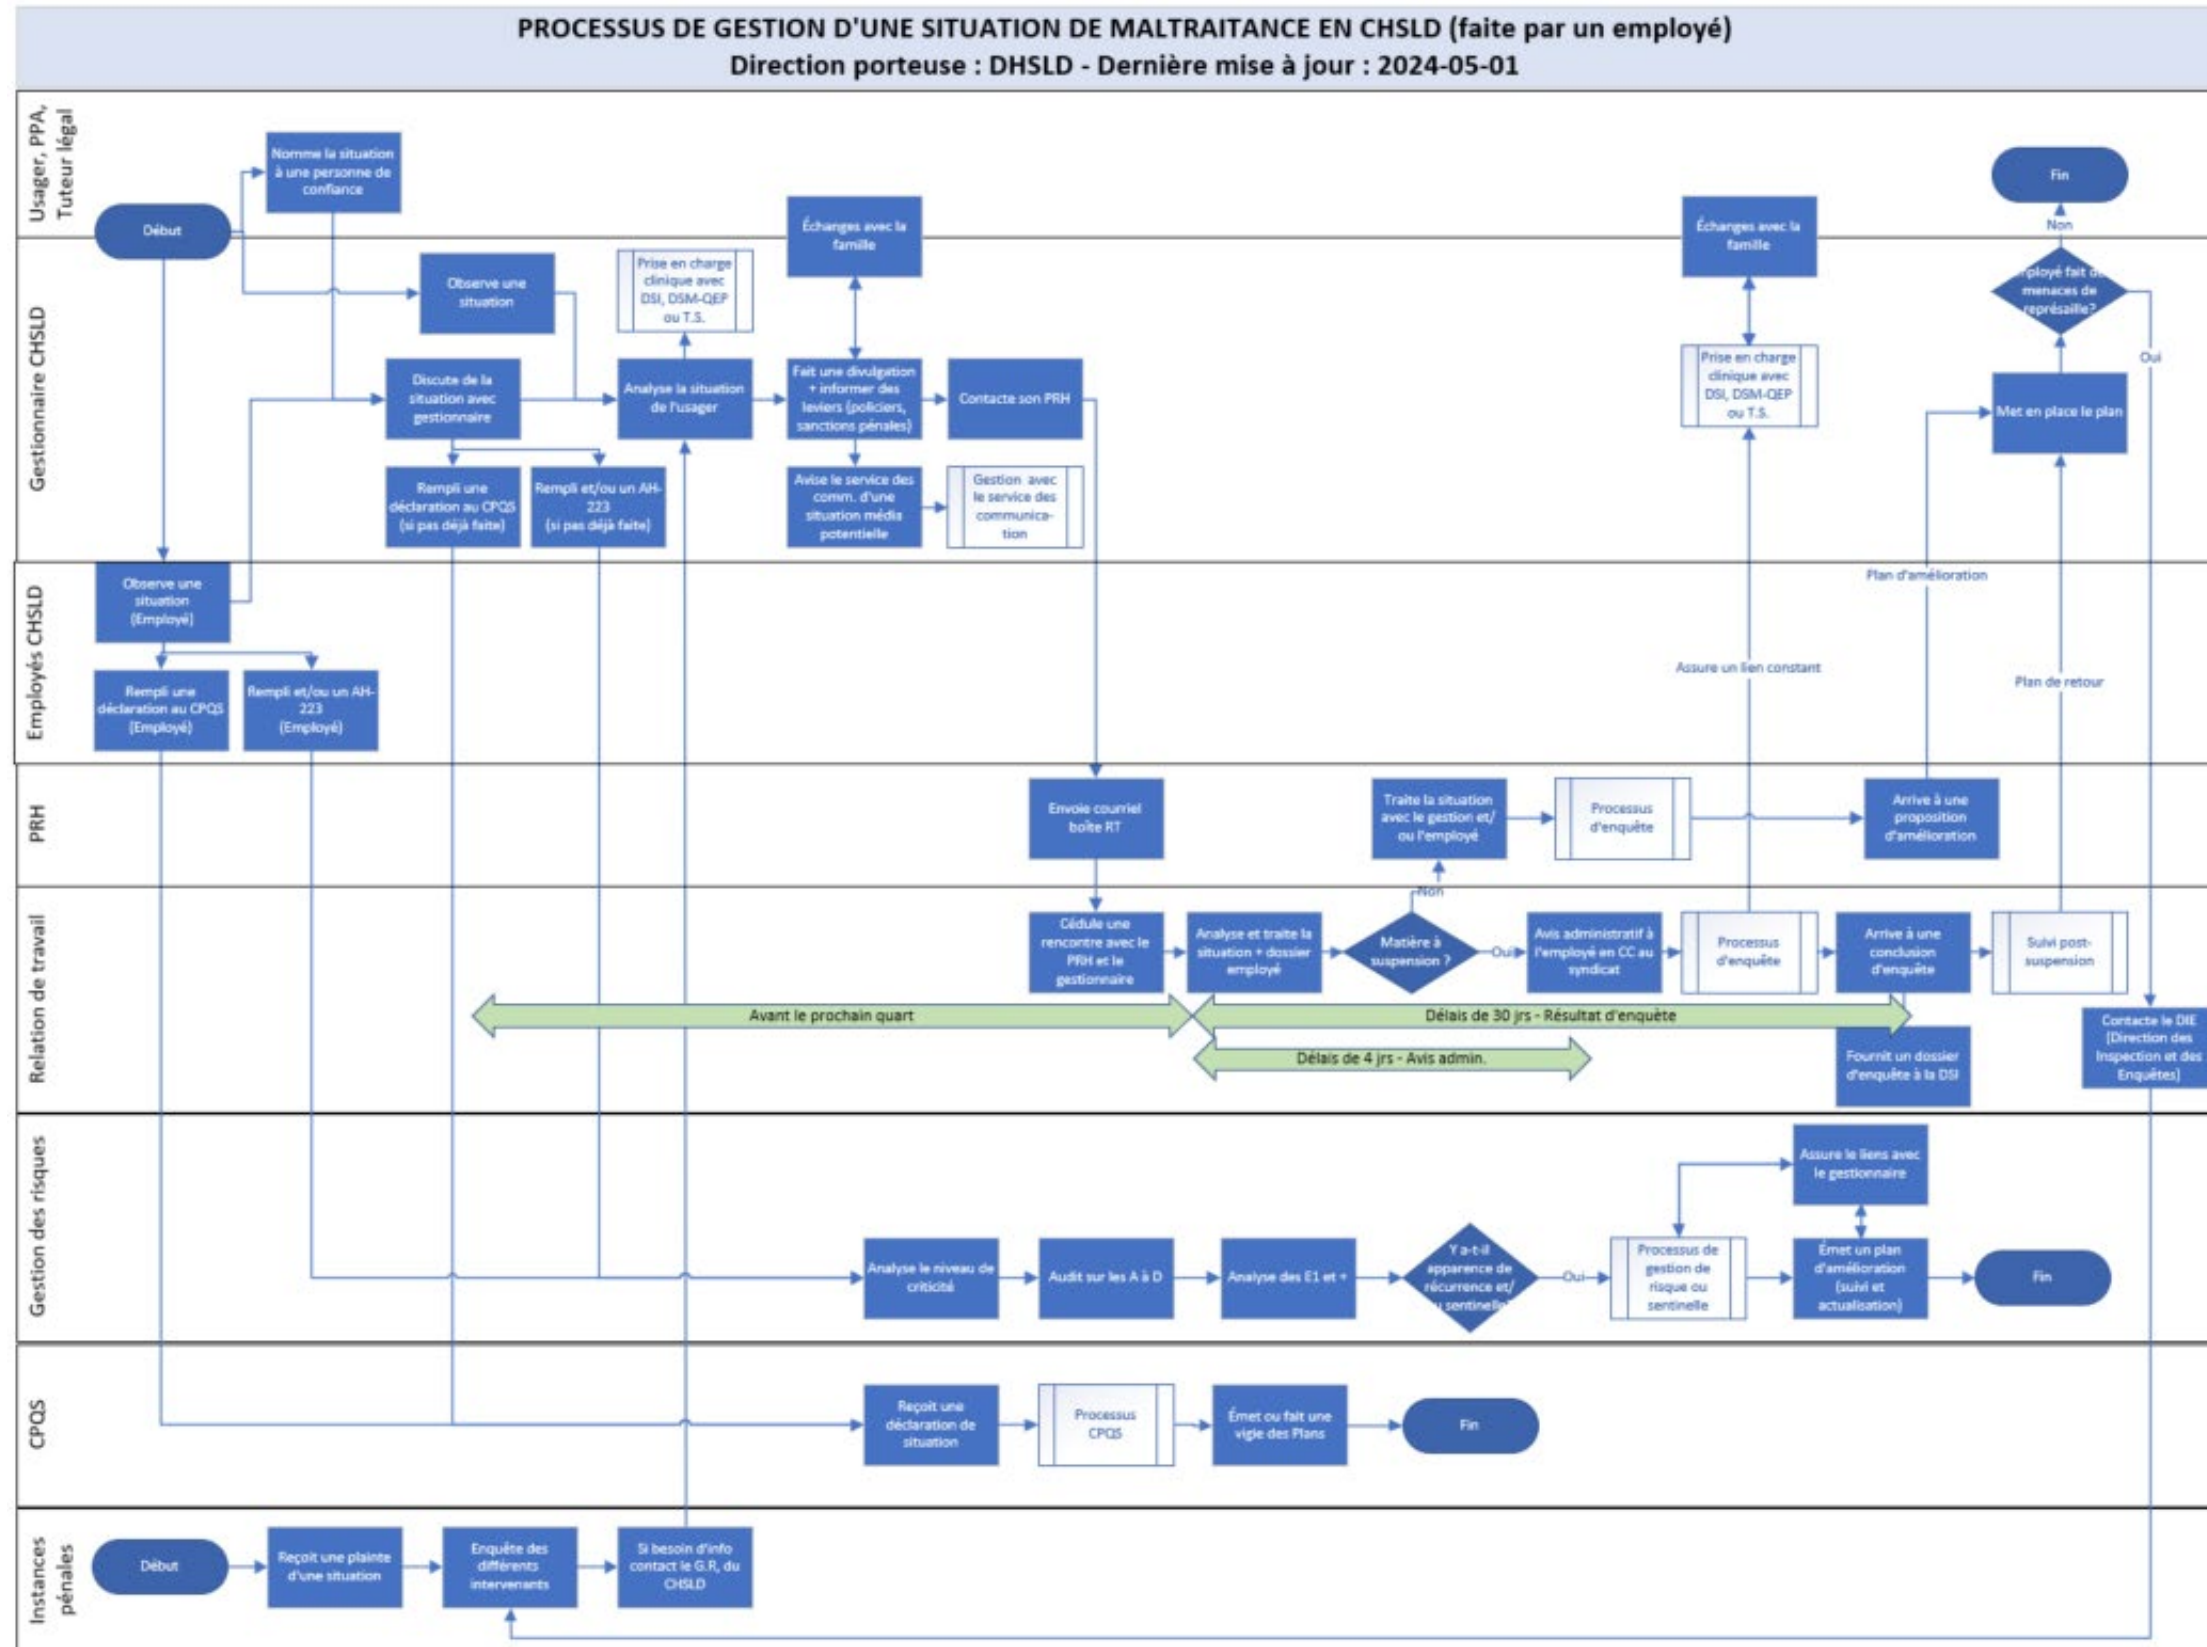 PROCESSUS DE GESTION D'UNE SITUATION DE MALTRAITANCE EN CHSLD (faite par un employé)
Direction porteuse : DHSLD - Dernière mise à jour : 2024-05-01
Usager, PPA,
Tuteur légal
Nomme la situation
à une personne de
confiance
Début
Échanges avec la
famille
Échanges avec la
famille
Fin
Non
Gestionnaire CHSLD
Observe une
situation
Prise en charge
clinique avec
DSI, DSM-QEP
ou T.S.
Discute de la
situation avec
gestionnaire
Analyse la situation
de l'usager
Fait une divulgation
+ informer des
leviers (policiers,
sanctions pénales)
Contacte son PRH
Rempli une
déclaration au CPQS
(si pas déjà faite)
Rempli et/ou un AH-
223
(si pas déjà faite)
Avise le service des
comm. d'une
situation média
potentielle
Gestion avec
le service des
communica-
tion
Prise en charge
clinique avec
DSI, DSM-QEP
ou T.S.
ployé fait d
menaces de
représaille?
Oui
Met en place le plan
Employés CHSLD
Observe une
situation
(Employé)
Rempli une
déclaration au CPQS
(Employé)
Rempli et/ou un AH-
223
(Employé)
Assure un lien constant
Plan d'amélioration
Plan de retour
PRH
Envoie courriel
boîte RT
Traite la situation
avec le gestion et/
ou l'employé
Processus
d'enquête
Arrive à une
proposition
d'amélioration
Relation de travail
Cédule une
rencontre avec le
PRH et le
gestionnaire
Analyse et traite la
situation + dossier
employé
Non
Matière à
suspension ?
Oui
Avis administratif à
l'employé en CC au
syndicat
Processus
d'enquête
Arrive à une
conclusion
d'enquête
Suivi post-
suspension
Avant le prochain quart
Délais de 30 jrs - Résultat d'enquête
Délais de 4 jrs - Avis admin.
Fournit un dossier
d'enquête à la DSI
Contacte le DIE
(Direction des
Inspection et des
Enquêtes)
Gestion des risques
Analyse le niveau de
criticité
Audit sur les A à D
Analyse des E1 et +
Y a-t-il
apparence de
récurrence et/
u sentinelle?
Oui
Processus de
gestion de
risque ou
sentinelle
Assure le liens avec
le gestionnaire
Émet un plan
d'amélioration
(suivi et
actualisation)
Fin
CPQS
Reçoit une
déclaration de
situation
Processus
CPQS
Émet ou fait une
vigie des Plans
Fin
Instances
pénales
Début
Reçoit une plainte
d'une situation
Enquête des
différents
intervenants
Si besoin d'info
contact le G.R, du
CHSLD